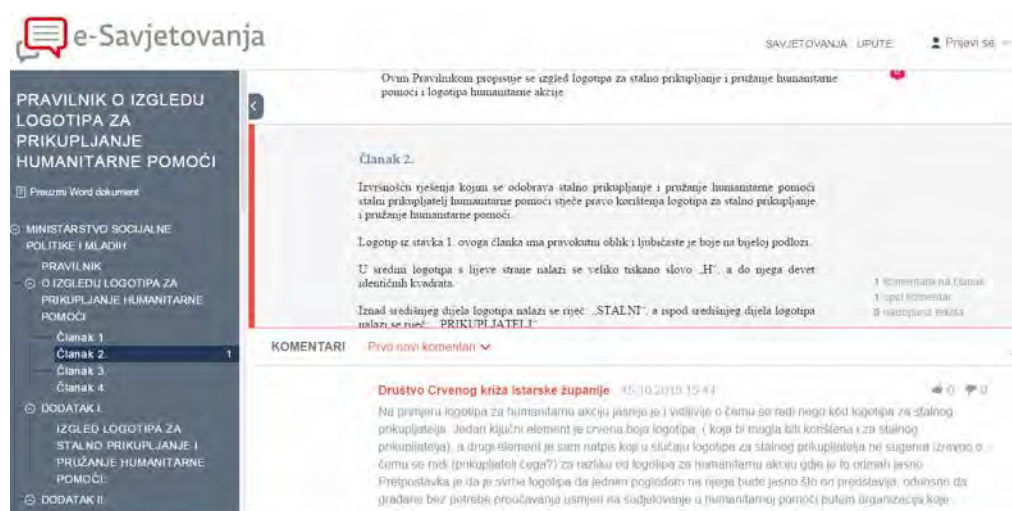 e-Savjetovanja
SAVJETOVANJA UPUTE Prijavi se
PRAVILNIK O IZGLEDU
LOGOTIPA ZA
PRIKUPLJANJE
HUMANITARNE POMOĆI
Preuzmi Word dokument
MINISTARSTVO SOCIJALNE
POLITIKE I MLADIH
PRAVILNIK
O IZGLEDU LOGOTIPA ZA
PRIKUPLJANJE HUMANITARNE
POMOĆI
Članak 1.
Članak 2. 1
Članak 3.
Članak 4.
DODATAK I.
IZGLED LOGOTIPA ZA
STALNO PRIKUPLJANJE I
PRUŽANJE HUMANITARNE
POMOĆI:
DODATAK II.
Ovim Pravilnikom propisuje se izgled logotipa za stalno prikupljanje i pružanje humanitarne
pomoći i logotipa humanitarne akcije
Članak 2.
Izvršnošću rješenja kojim se odobrava stalno prikupljanje i pružanje humanitarne pomoći
stalni prikupljatelj humanitarne pomoći stječe pravo korištenja logotipa za stalno prikupljanje
i pružanje humanitarne pomoći.
Logotip iz stavka 1. ovoga članka ima pravokutni oblik i ljubičaste je boje na bijeloj podlozi.
U sredini logotipa s lijeve strane nalazi se veliko tiskano slovo „H“, a do njega devet
identičnih kvadrata.
Iznad središnjeg dijela logotipa nalazi se riječ: „STALNI“, a ispod središnjeg dijela logotipa
nalazi se riječ: „PRIKUPLJATELJ“
1 komentara na članak
1 opći komentar
0 nadopuna teksta
KOMENTARI Prvo novi komentari
Društvo Crvenog križa Istarske županije 15.10.2015 15:44 0 0
Na primjeru logotipa za humanitarnu akciju jasnije je i vidljivije o čemu se radi nego kod logotipa za stalnog
prikupljatelja. Jedan ključni element je crvena boja logotipa, ( koja bi mogla biti korištena i za stalnog
prikupljatelja), a drugi element je sam natpis koji u slučaju logotipa za stalnog prikupljatelja ne sugerira izravno o
čemu se radi (prikupljatelj čega?) za razliku od logotipa za humanitarnu akciju gdje je to odmah jasno.
Pretpostavka je da je svrha logotipa da jednim pogledom na njega bude jasno što on predstavlja, odnosno da
građane bez potrebe proučavanja usmjeri na sudjelovanje u humanitarnoj pomoći putem organizacija koje